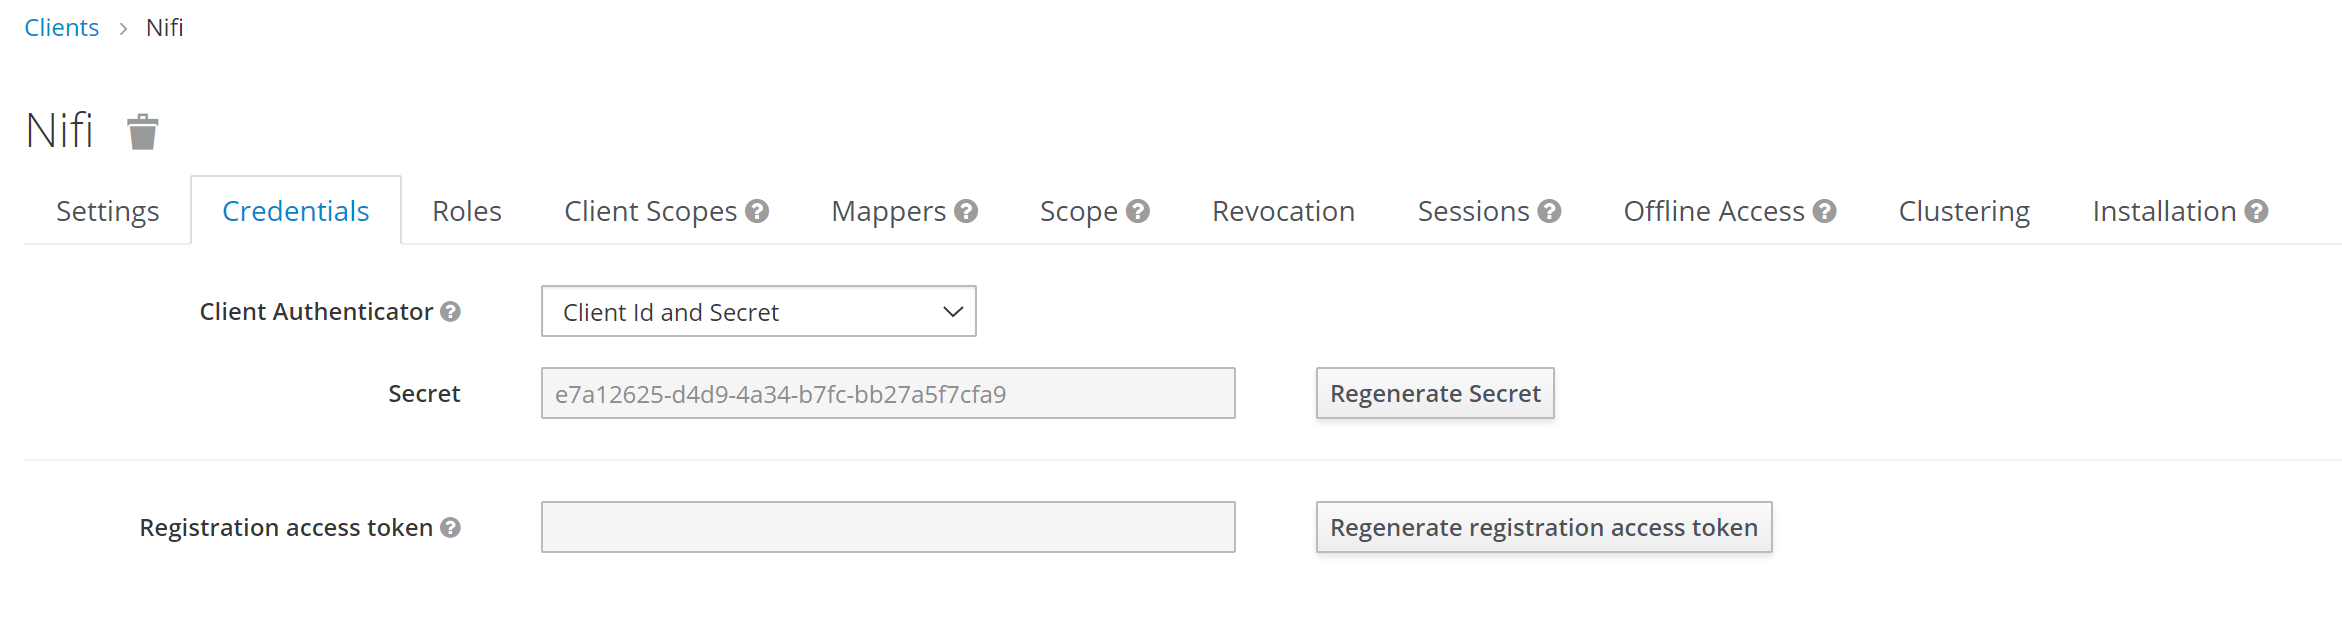 Clients > Nifi
Nifi
Settings Credentials Roles Client Scopes ? Mappers ? Scope ? Revocation Sessions ? Offline Access ? Clustering Installation ?
Client Authenticator ? Client Id and Secret
Secret e7a12625-d4d9-4a34-b7fc-bb27a5f7cfa9 Regenerate Secret
Registration access token ? Regenerate registration access token